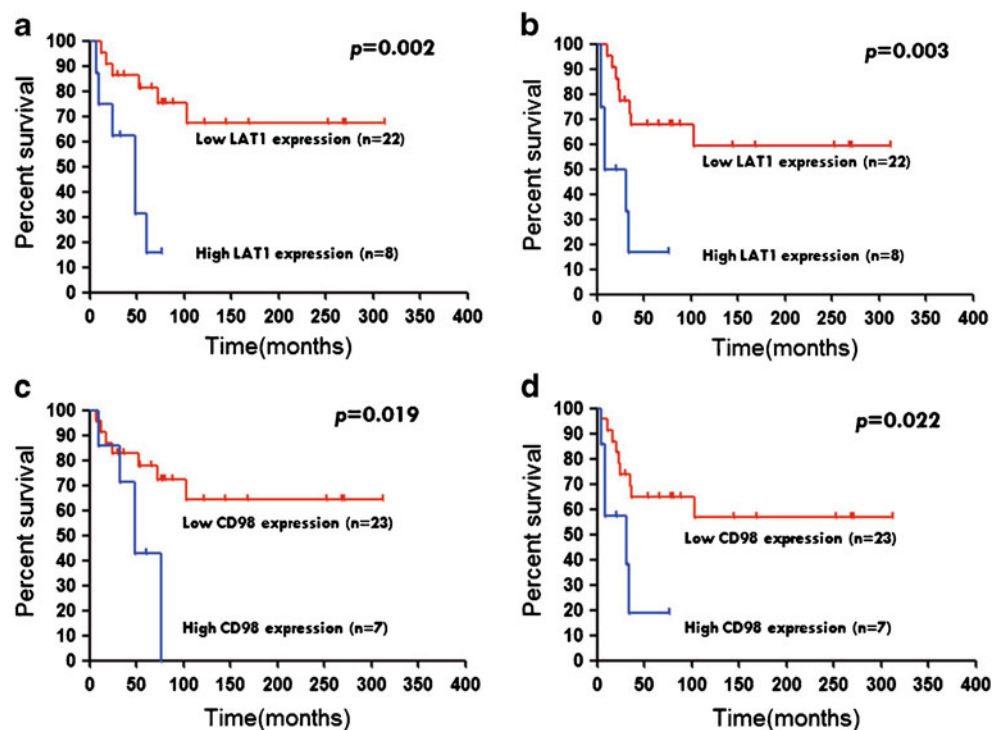 a
p=0.002
Percent survival
100
90
80
70
60
50
40
30
20
10
0
Low LAT1 expression (n=22)
High LAT1 expression (n=8)
0 50 100 150 200 250 300 350 400
Time(months)
b
p=0.003
Percent survival
100
90
80
70
60
50
40
30
20
10
0
Low LAT1 expression (n=22)
High LAT1 expression (n=8)
0 50 100 150 200 250 300 350 400
Time(months)
c
p=0.019
Percent survival
100
90
80
70
60
50
40
30
20
10
0
Low CD98 expression (n=23)
High CD98 expression (n=7)
0 50 100 150 200 250 300 350 400
Time(months)
d
p=0.022
Percent survival
100
90
80
70
60
50
40
30
20
10
0
Low CD98 expression (n=23)
High CD98 expression (n=7)
0 50 100 150 200 250 300 350 400
Time(months)